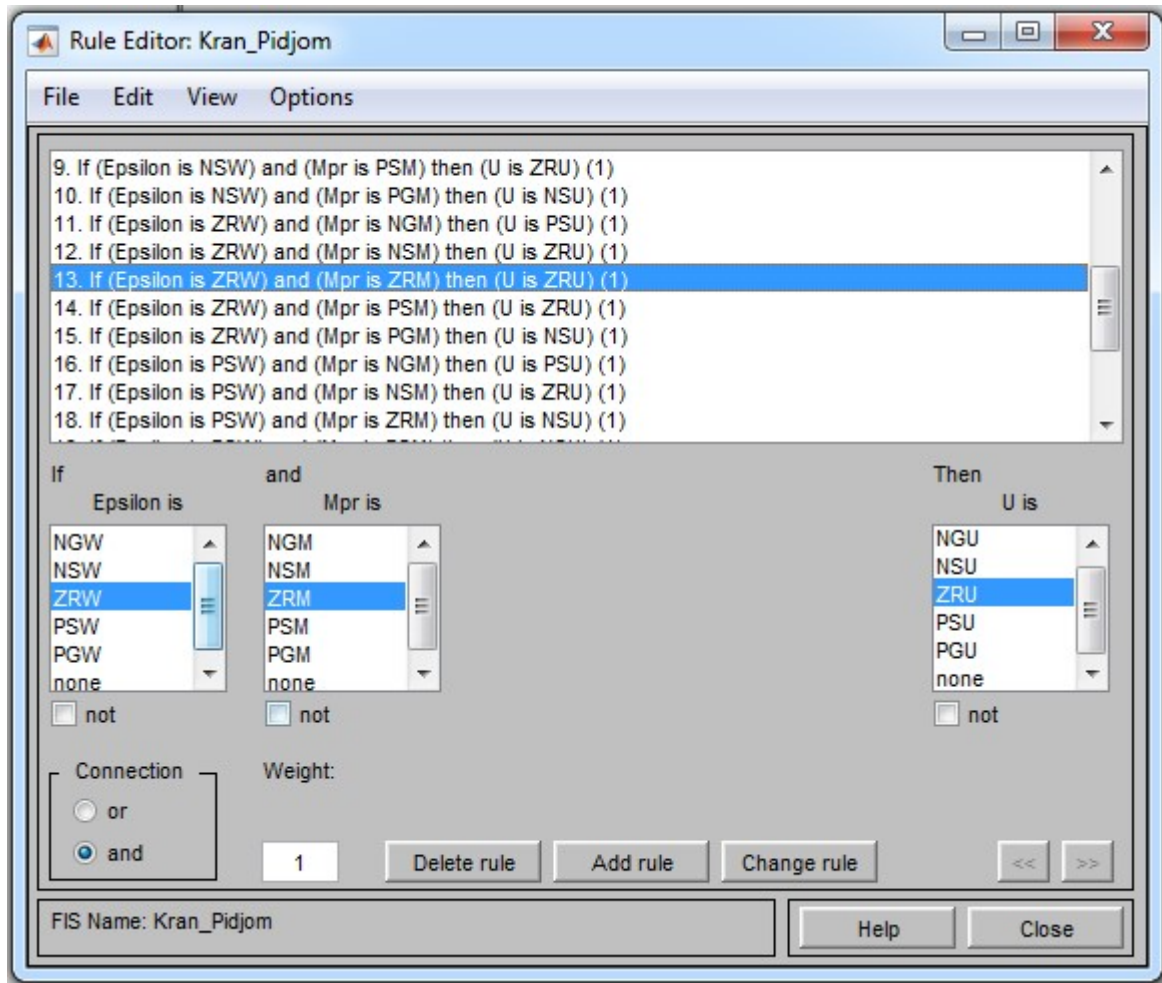 Rule Editor: Kran_Pidjom
File Edit View Options
9. If (Epsilon is NSW) and (Mpr is PSM) then (U is ZRU) (1)
10. If (Epsilon is NSW) and (Mpr is PGM) then (U is NSU) (1)
11. If (Epsilon is ZRW) and (Mpr is NGM) then (U is PSU) (1)
12. If (Epsilon is ZRW) and (Mpr is NSM) then (U is ZRU) (1)
13. If (Epsilon is ZRW) and (Mpr is ZRM) then (U is ZRU) (1)
14. If (Epsilon is ZRW) and (Mpr is PSM) then (U is ZRU) (1)
15. If (Epsilon is ZRW) and (Mpr is PGM) then (U is NSU) (1)
16. If (Epsilon is PSW) and (Mpr is NGM) then (U is PSU) (1)
17. If (Epsilon is PSW) and (Mpr is NSM) then (U is ZRU) (1)
18. If (Epsilon is PSW) and (Mpr is ZRM) then (U is NSU) (1)
If and Then
Epsilon is Mpr is U is
NGW NGM NGU
NSW NSM NSU
ZRW ZRM ZRU
PSW PSM PSU
PGW PGM PGU
none none none
not not not
Connection Weight:
or
and 1 Delete rule Add rule Change rule << >>
FIS Name: Kran_Pidjom Help Close